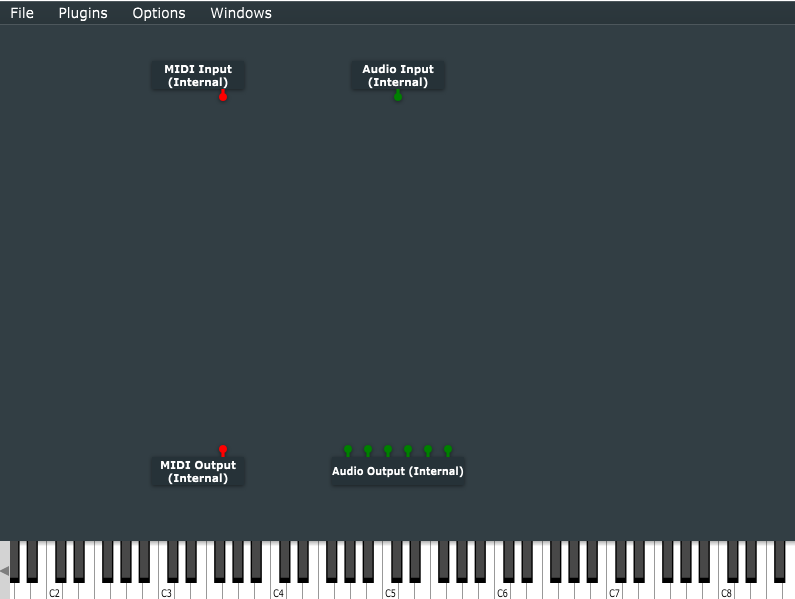 File Plugins Options Windows
MIDI Input
(Internal)
Audio Input
(Internal)
MIDI Output
(Internal)
Audio Output (Internal)
C2 C3 C4 C5 C6 C7 C8